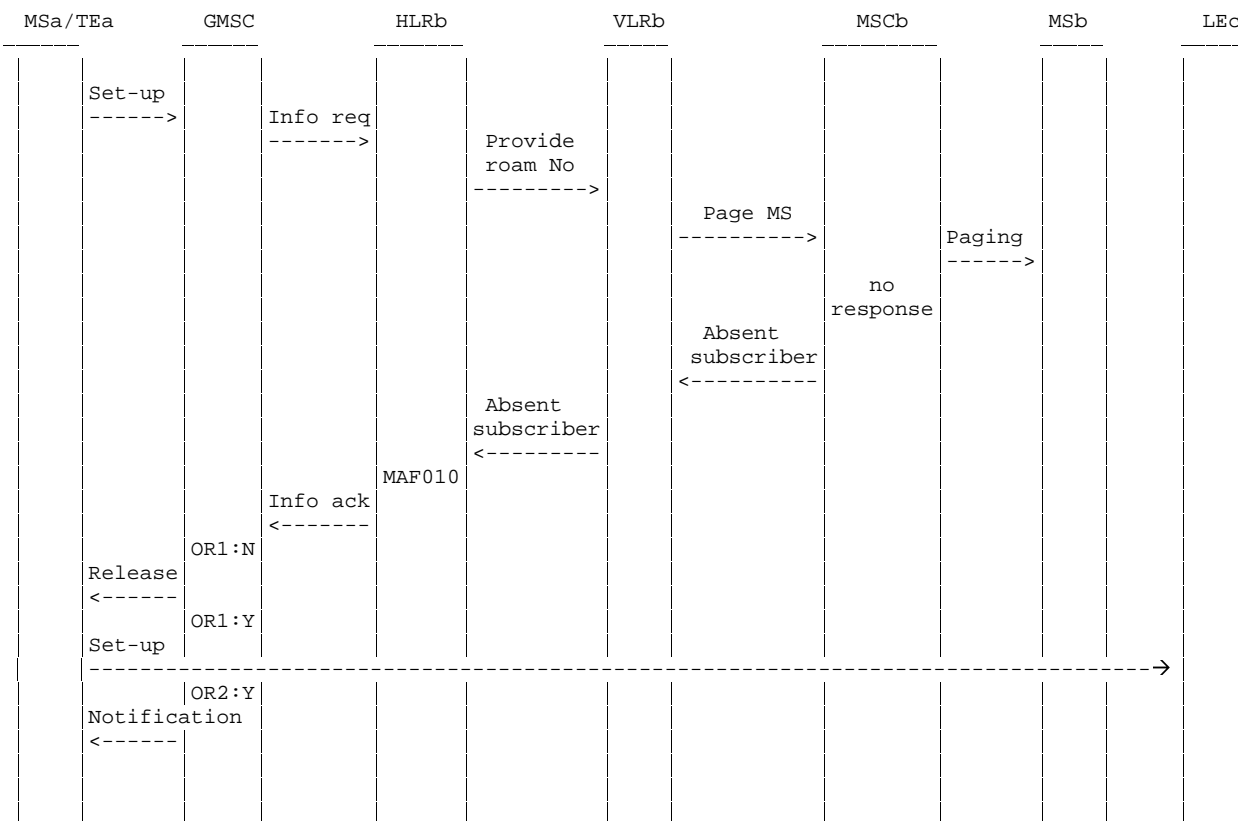 MSa/TEa GMSC HLRb VLRb MSCb MSb LEc
Set-up
------>
Info req
------->
Provide
roam No
--------->
Page MS
---------->
Paging
------>
no
response
Absent
subscriber
<----------
Absent
subscriber
<---------
MAF010
Info ack
<-------
OR1:N
Release
<------
OR1:Y
Set-up
OR2:Y
Notification
<------